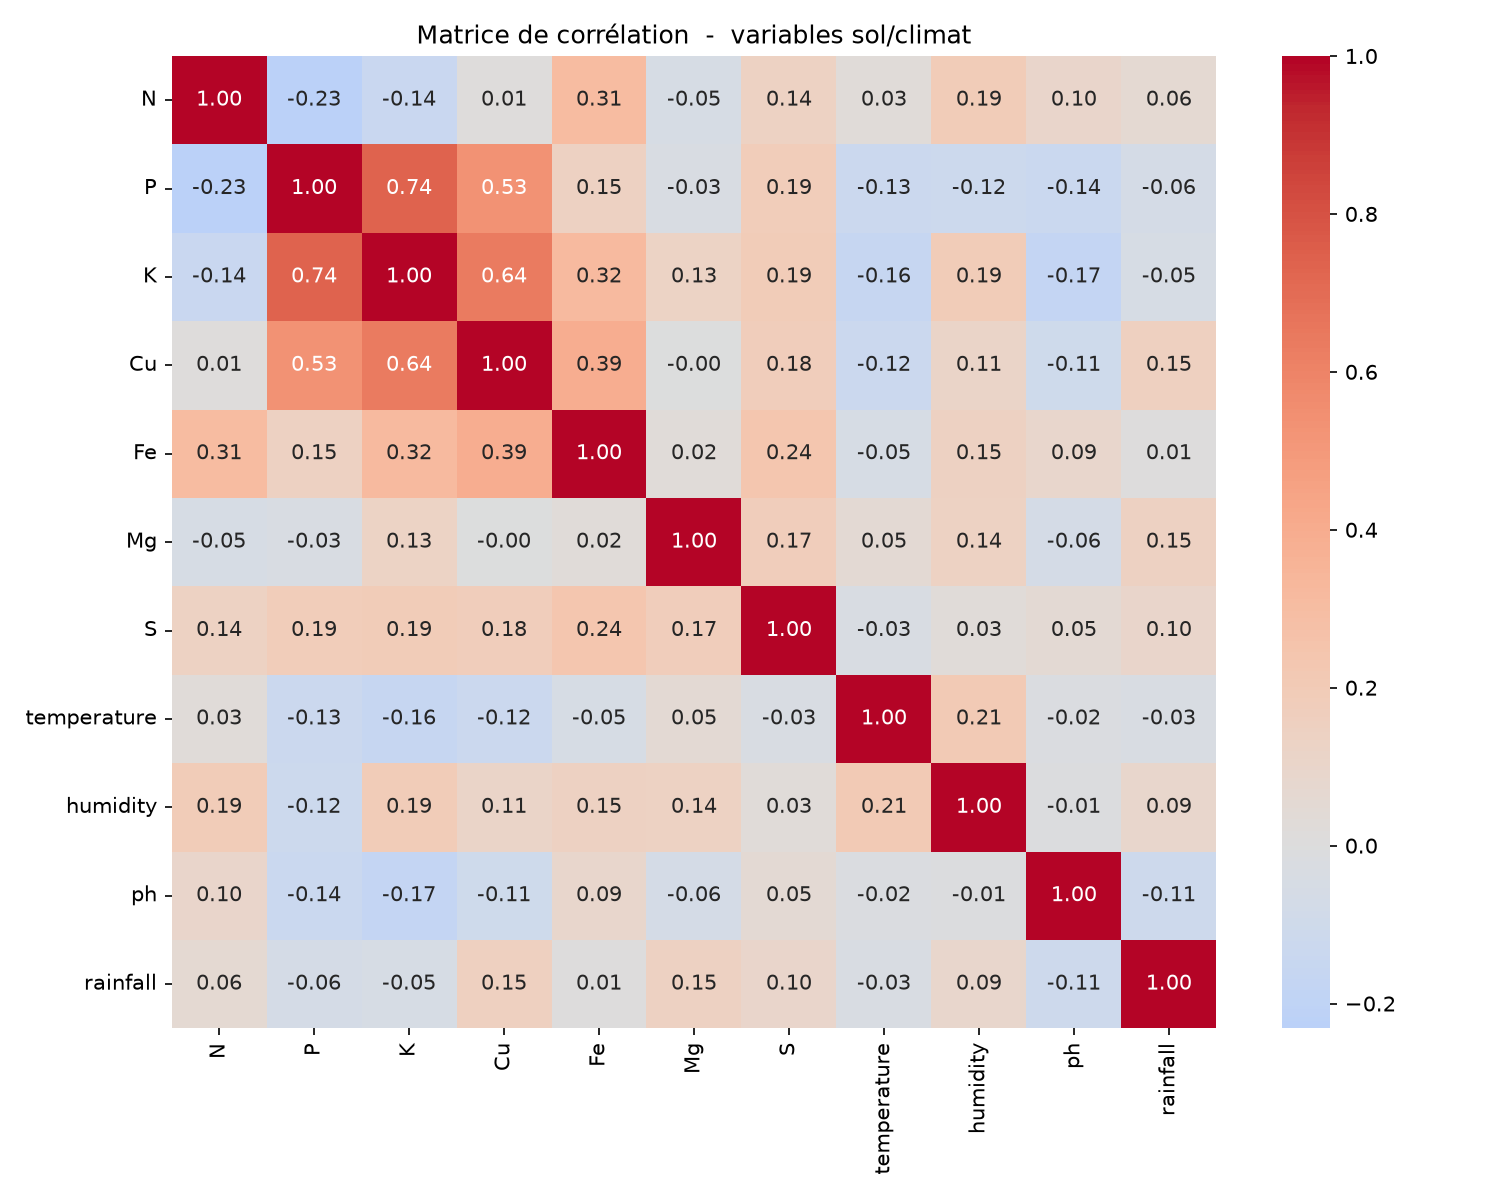 Matrice de corrélation  -  variables sol/climat
N 1.00 -0.23 -0.14 0.01 0.31 -0.05 0.14 0.03 0.19 0.10 0.06
P -0.23 1.00 0.74 0.53 0.15 -0.03 0.19 -0.13 -0.12 -0.14 -0.06
K -0.14 0.74 1.00 0.64 0.32 0.13 0.19 -0.16 0.19 -0.17 -0.05
Cu 0.01 0.53 0.64 1.00 0.39 -0.00 0.18 -0.12 0.11 -0.11 0.15
Fe 0.31 0.15 0.32 0.39 1.00 0.02 0.24 -0.05 0.15 0.09 0.01
Mg -0.05 -0.03 0.13 -0.00 0.02 1.00 0.17 0.05 0.14 -0.06 0.15
S 0.14 0.19 0.19 0.18 0.24 0.17 1.00 -0.03 0.03 0.05 0.10
temperature 0.03 -0.13 -0.16 -0.12 -0.05 0.05 -0.03 1.00 0.21 -0.02 -0.03
humidity 0.19 -0.12 0.19 0.11 0.15 0.14 0.03 0.21 1.00 -0.01 0.09
ph 0.10 -0.14 -0.17 -0.11 0.09 -0.06 0.05 -0.02 -0.01 1.00 -0.11
rainfall 0.06 -0.06 -0.05 0.15 0.01 0.15 0.10 -0.03 0.09 -0.11 1.00
N P K Cu Fe Mg S temperature humidity ph rainfall
1.0
0.8
0.6
0.4
0.2
0.0
−0.2